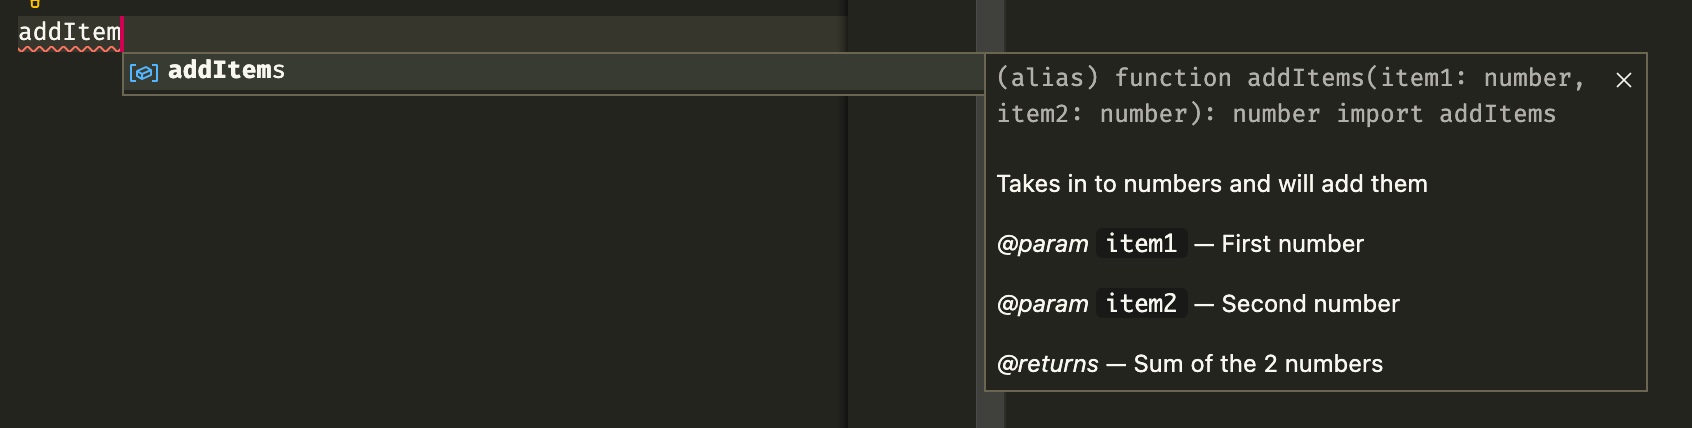 addItem
addItems
(alias) function addItems(item1: number,
item2: number): number import addItems
Takes in to numbers and will add them
@param item1 — First number
@param item2 — Second number
@returns — Sum of the 2 numbers